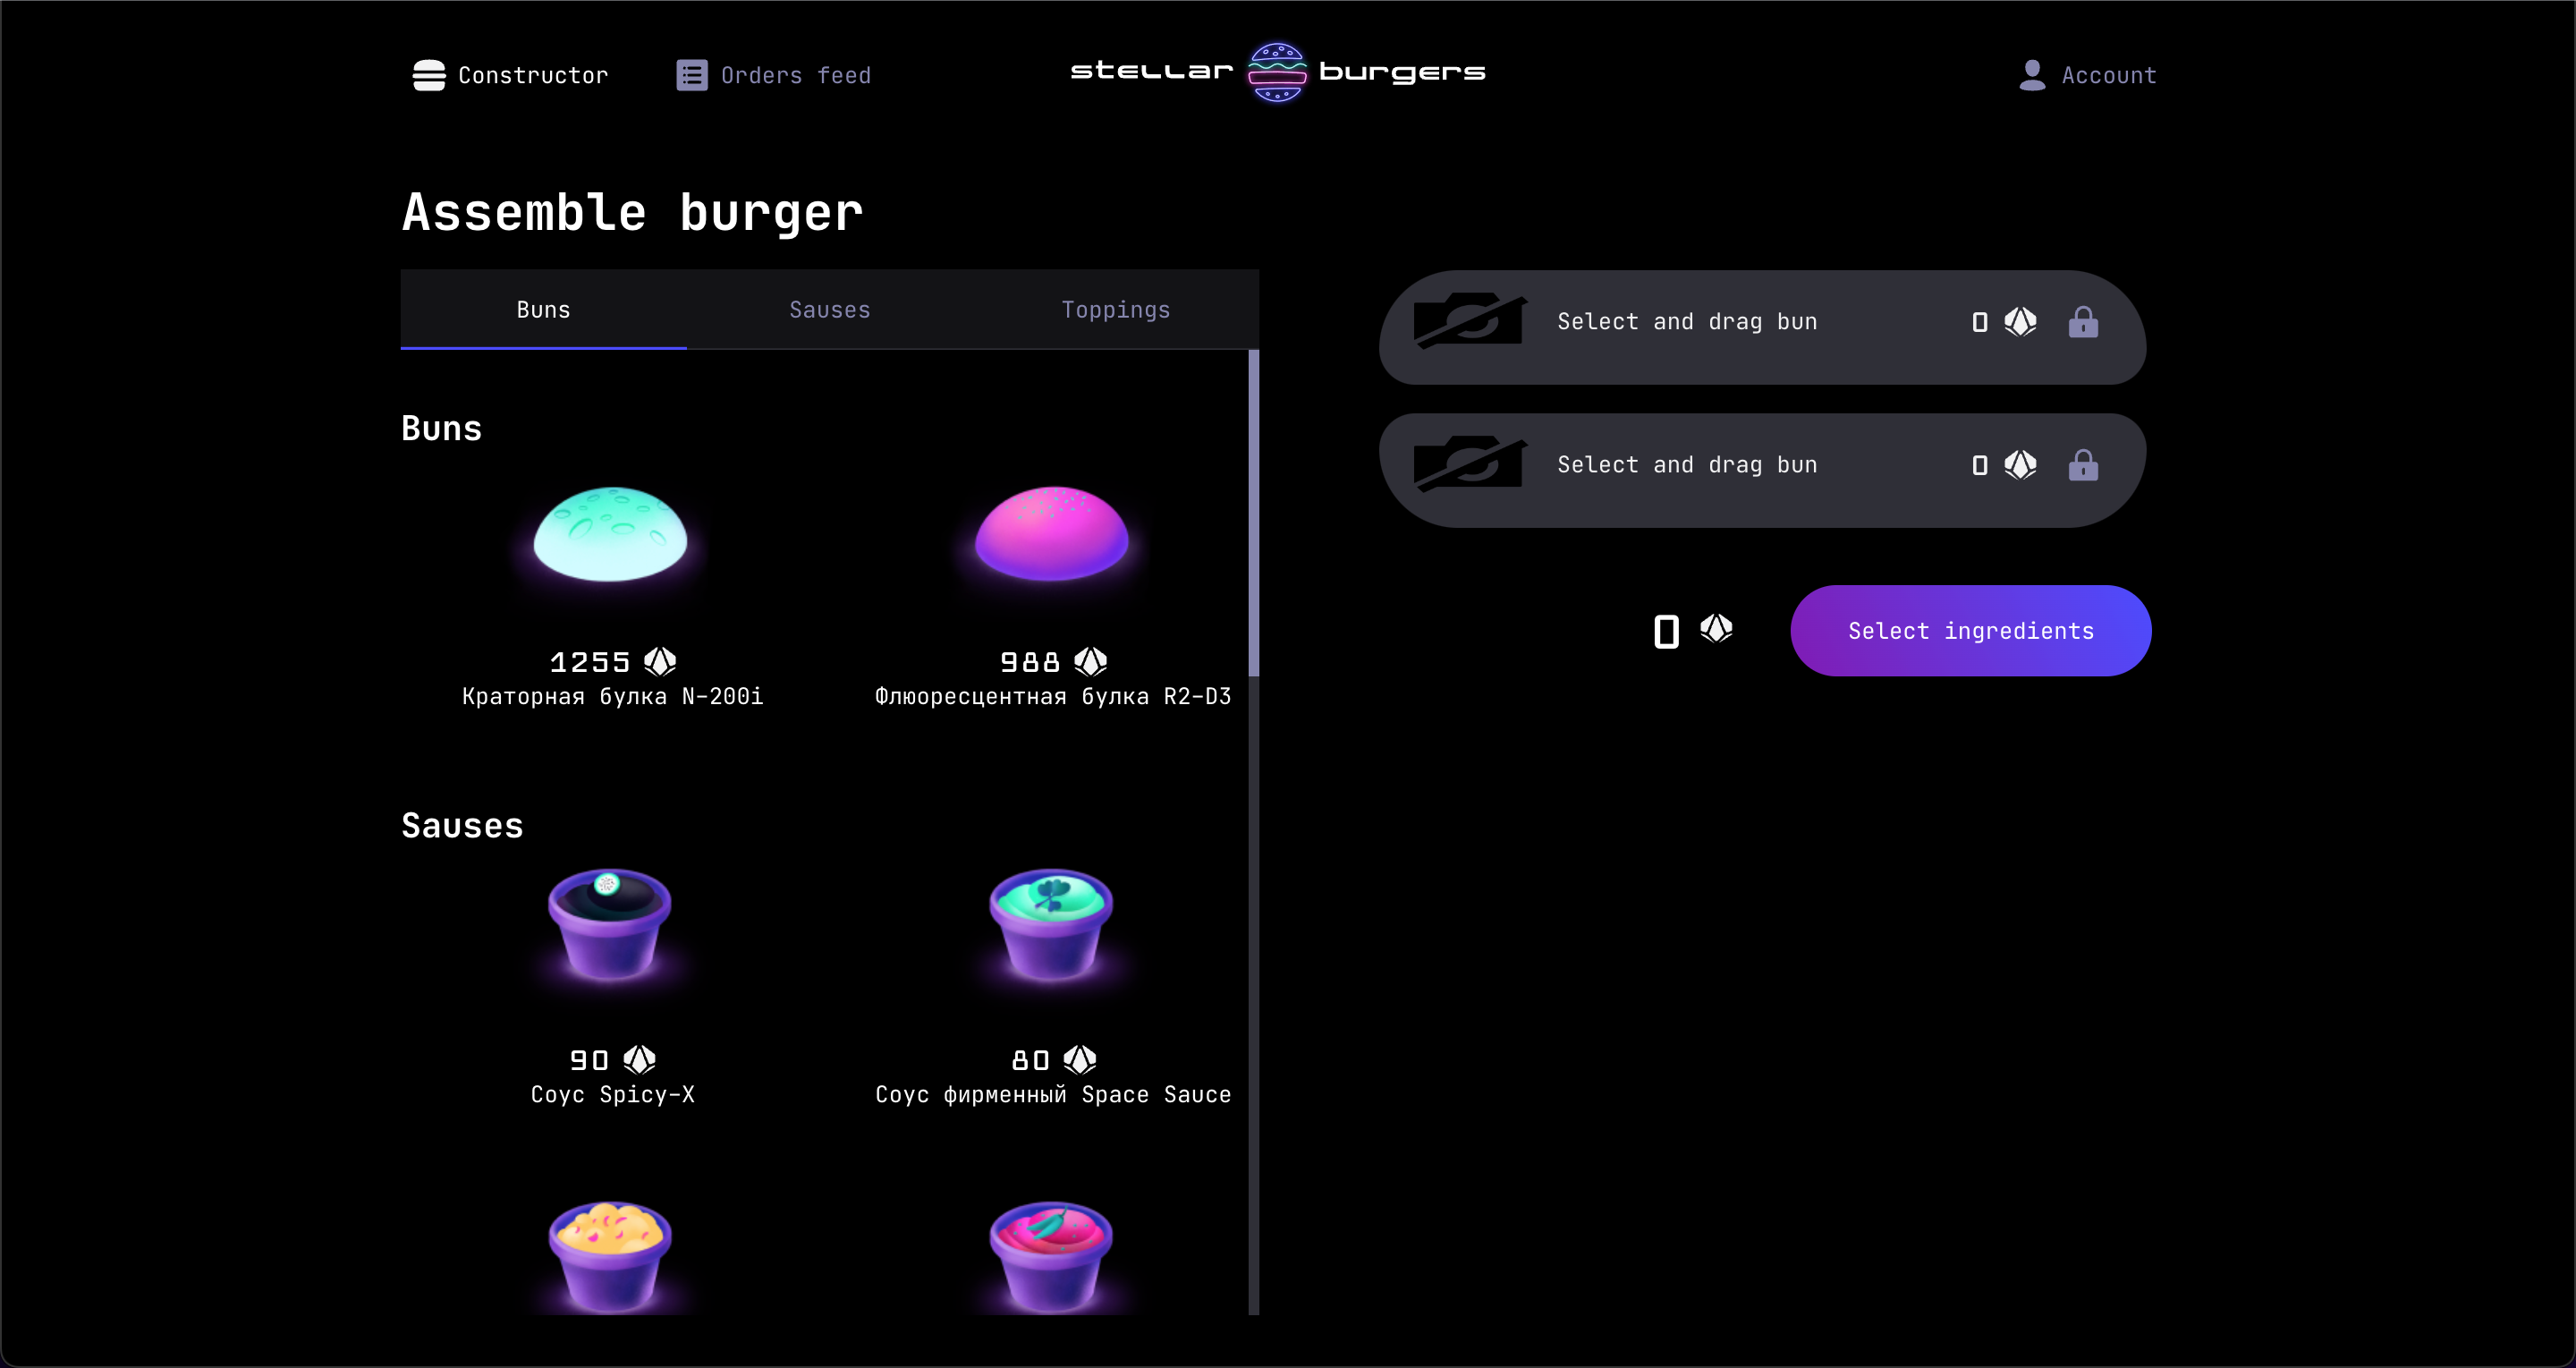 Constructor
Orders feed
stellar burgers
Account
Assemble burger
Buns
Sauses
Toppings
Buns
1255
988
Краторная булка N-200i
Флюоресцентная булка R2-D3
Sauses
90
80
Соус Spicy-X
Соус фирменный Space Sauce
Select and drag bun
0
Select and drag bun
0
0
Select ingredients